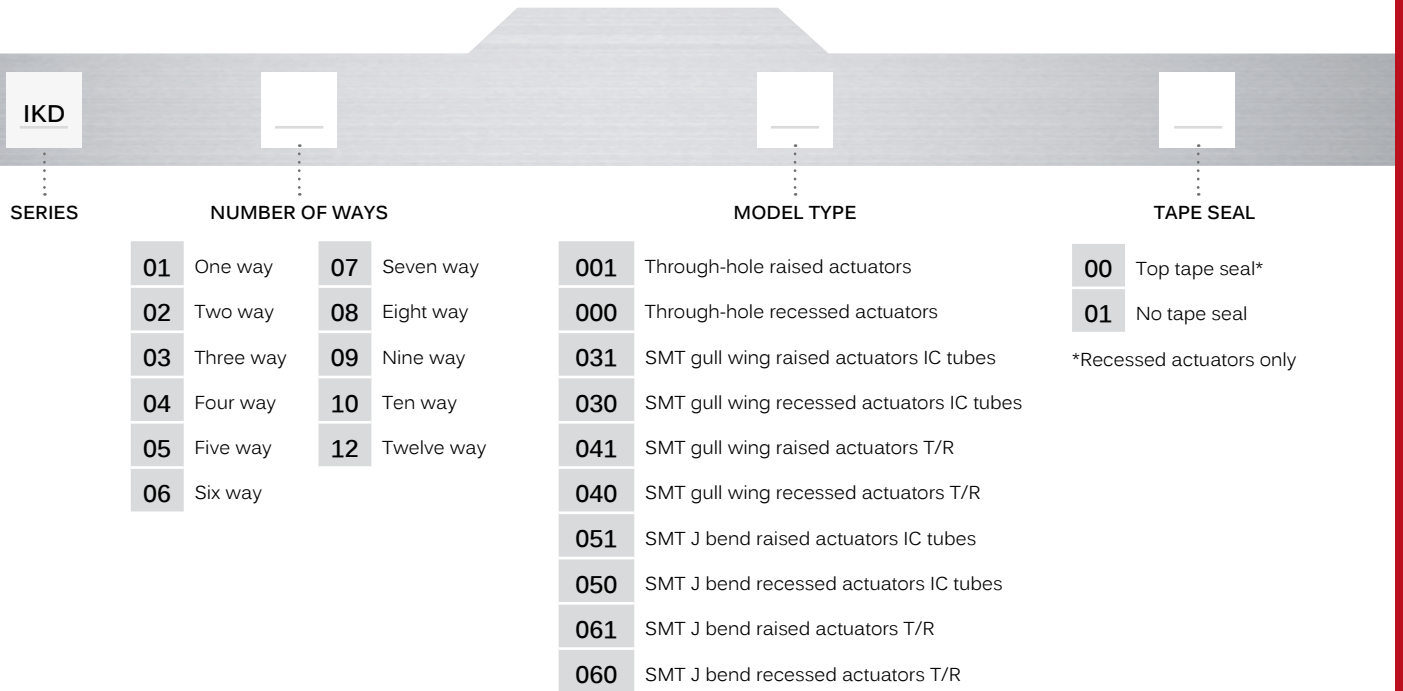 IKD
SERIES
NUMBER OF WAYS
MODEL TYPE
TAPE SEAL
01 One way
02 Two way
03 Three way
04 Four way
05 Five way
06 Six way
07 Seven way
08 Eight way
09 Nine way
10 Ten way
12 Twelve way
001 Through-hole raised actuators
000 Through-hole recessed actuators
031 SMT gull wing raised actuators IC tubes
030 SMT gull wing recessed actuators IC tubes
041 SMT gull wing raised actuators T/R
040 SMT gull wing recessed actuators T/R
051 SMT J bend raised actuators IC tubes
050 SMT J bend recessed actuators IC tubes
061 SMT J bend raised actuators T/R
060 SMT J bend recessed actuators T/R
00 Top tape seal*
01 No tape seal
*Recessed actuators only